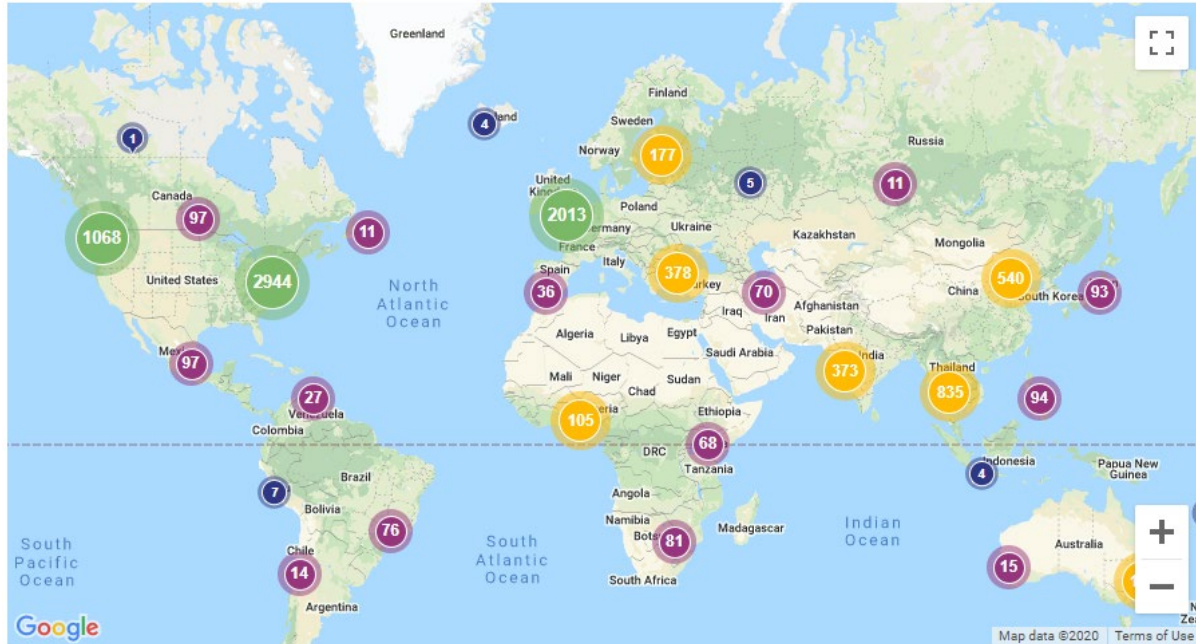 Greenland
Finland
Sweden
Russia
Norway
1
4
177
5
11
Canada
97
United
Poland
2013
1068
11
Ukraine
Kazakhstan
Mongolia
France
Italy
Spain
2944
United States
378
540
China
South Korea
93
North
Atlantic
Ocean
36
70
Afghanistan
Iraq
Iran
Algeria
Libya
Egypt
Pakistan
Saudi Arabia
97
373
Thailand
Mali
Niger
Chad
Sudan
835
94
27
Venezuela
Colombia
105
Ethiopia
68
DRC
Tanzania
4
Papua New
Guinea
Brazil
7
Bolivia
Angola
Namibia
Madagascar
76
81
Indian
Ocean
Australia
South
Pacific
Ocean
South
Atlantic
Ocean
Chile
14
15
South Africa
Argentina
Google
Map data ©2020
Terms of Use